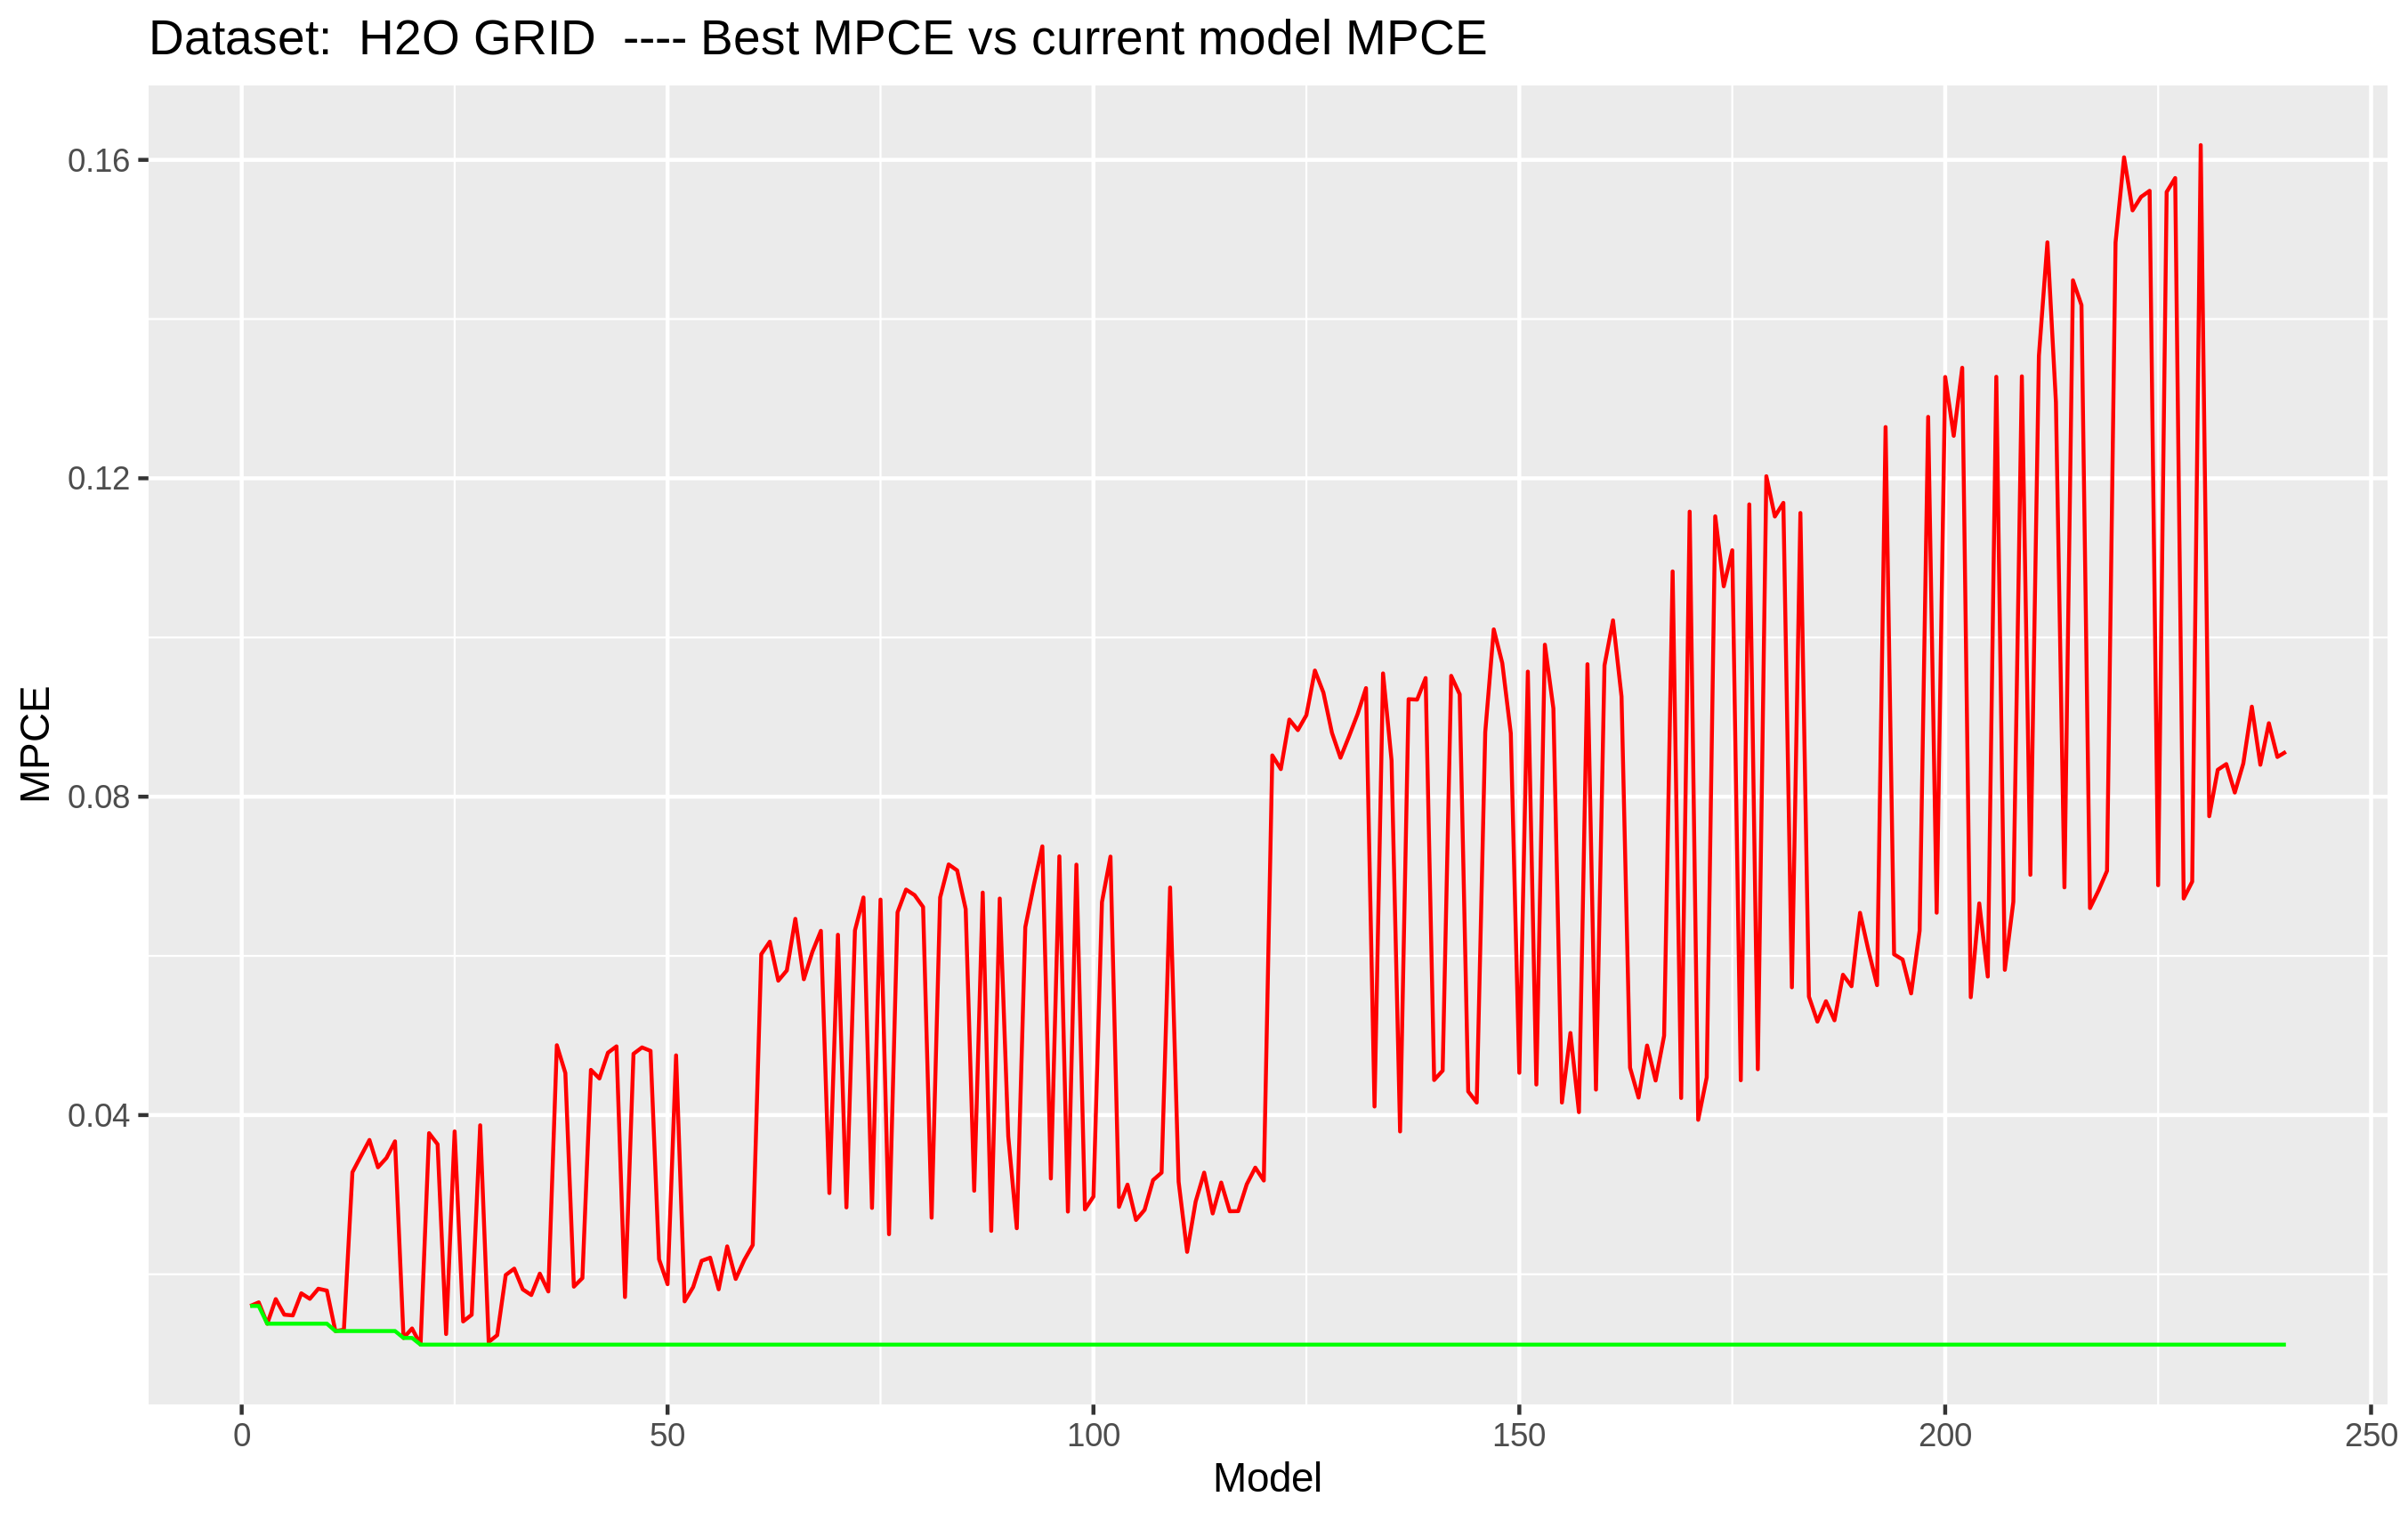 Dataset:  H2O GRID  ---- Best MPCE vs current model MPCE
0.16
0.12
0.08
0.04
MPCE
0 50 100 150 200 250
Model